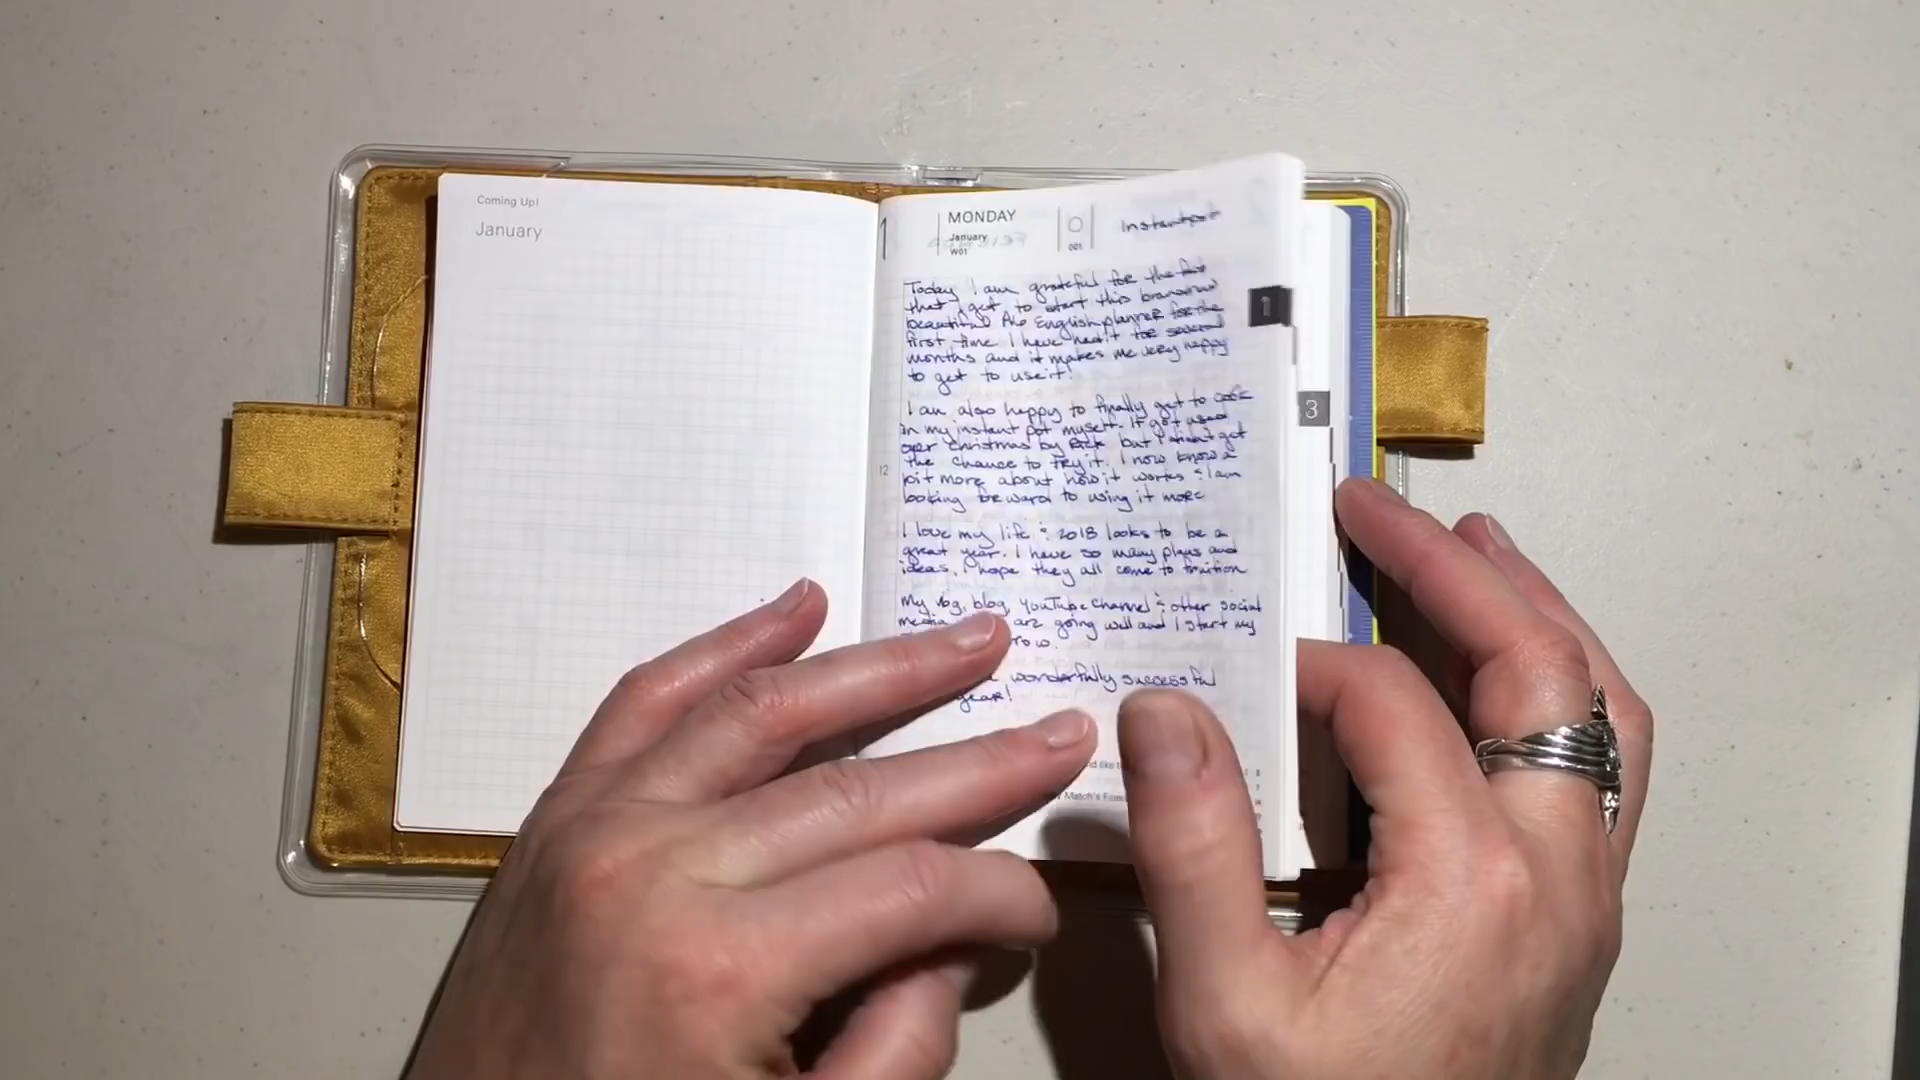 Coming Up!
January
1
MONDAY
January
W01
001
Instantpot
Today I am grateful for the fact
that I get to start this brand new
beautiful A6 English planner for the
first time. I have had it for several
months and it makes me very happy
to get to use it!
1
3
I am also happy to finally get to cook
in my instant pot myself. It got used
over christmas by Rick but I didn't get
the chance to try it. I now know a
bit more about how it works & I am
looking forward to using it more
12
I love my life & 2018 looks to be a
great year. I have so many plans and
ideas. I hope they all come to fruition
My vlog, blog, YouTube Channel & other social
media are going well and I start my
row.
wonderfully successful
year!
nd like t
Match's